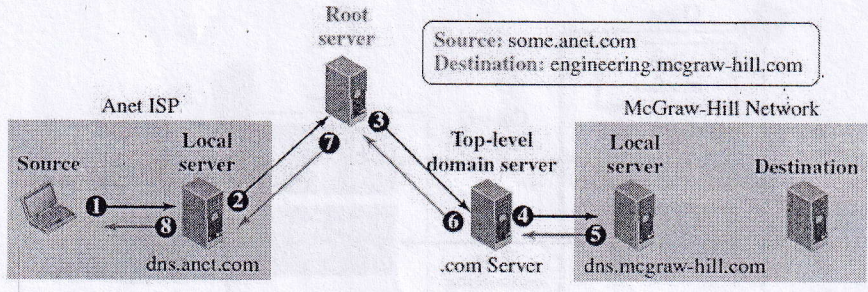 Root
server
Source: some.anet.com
Destination: engineering.mcgraw-hill.com
Anet ISP
McGraw-Hill Network
3
Source
Local
server
7
Top-level
domain server
Local
server
Destination
1
2
8
6
4
5
dns.anet.com
.com Server
dns.mcgraw-hill.com